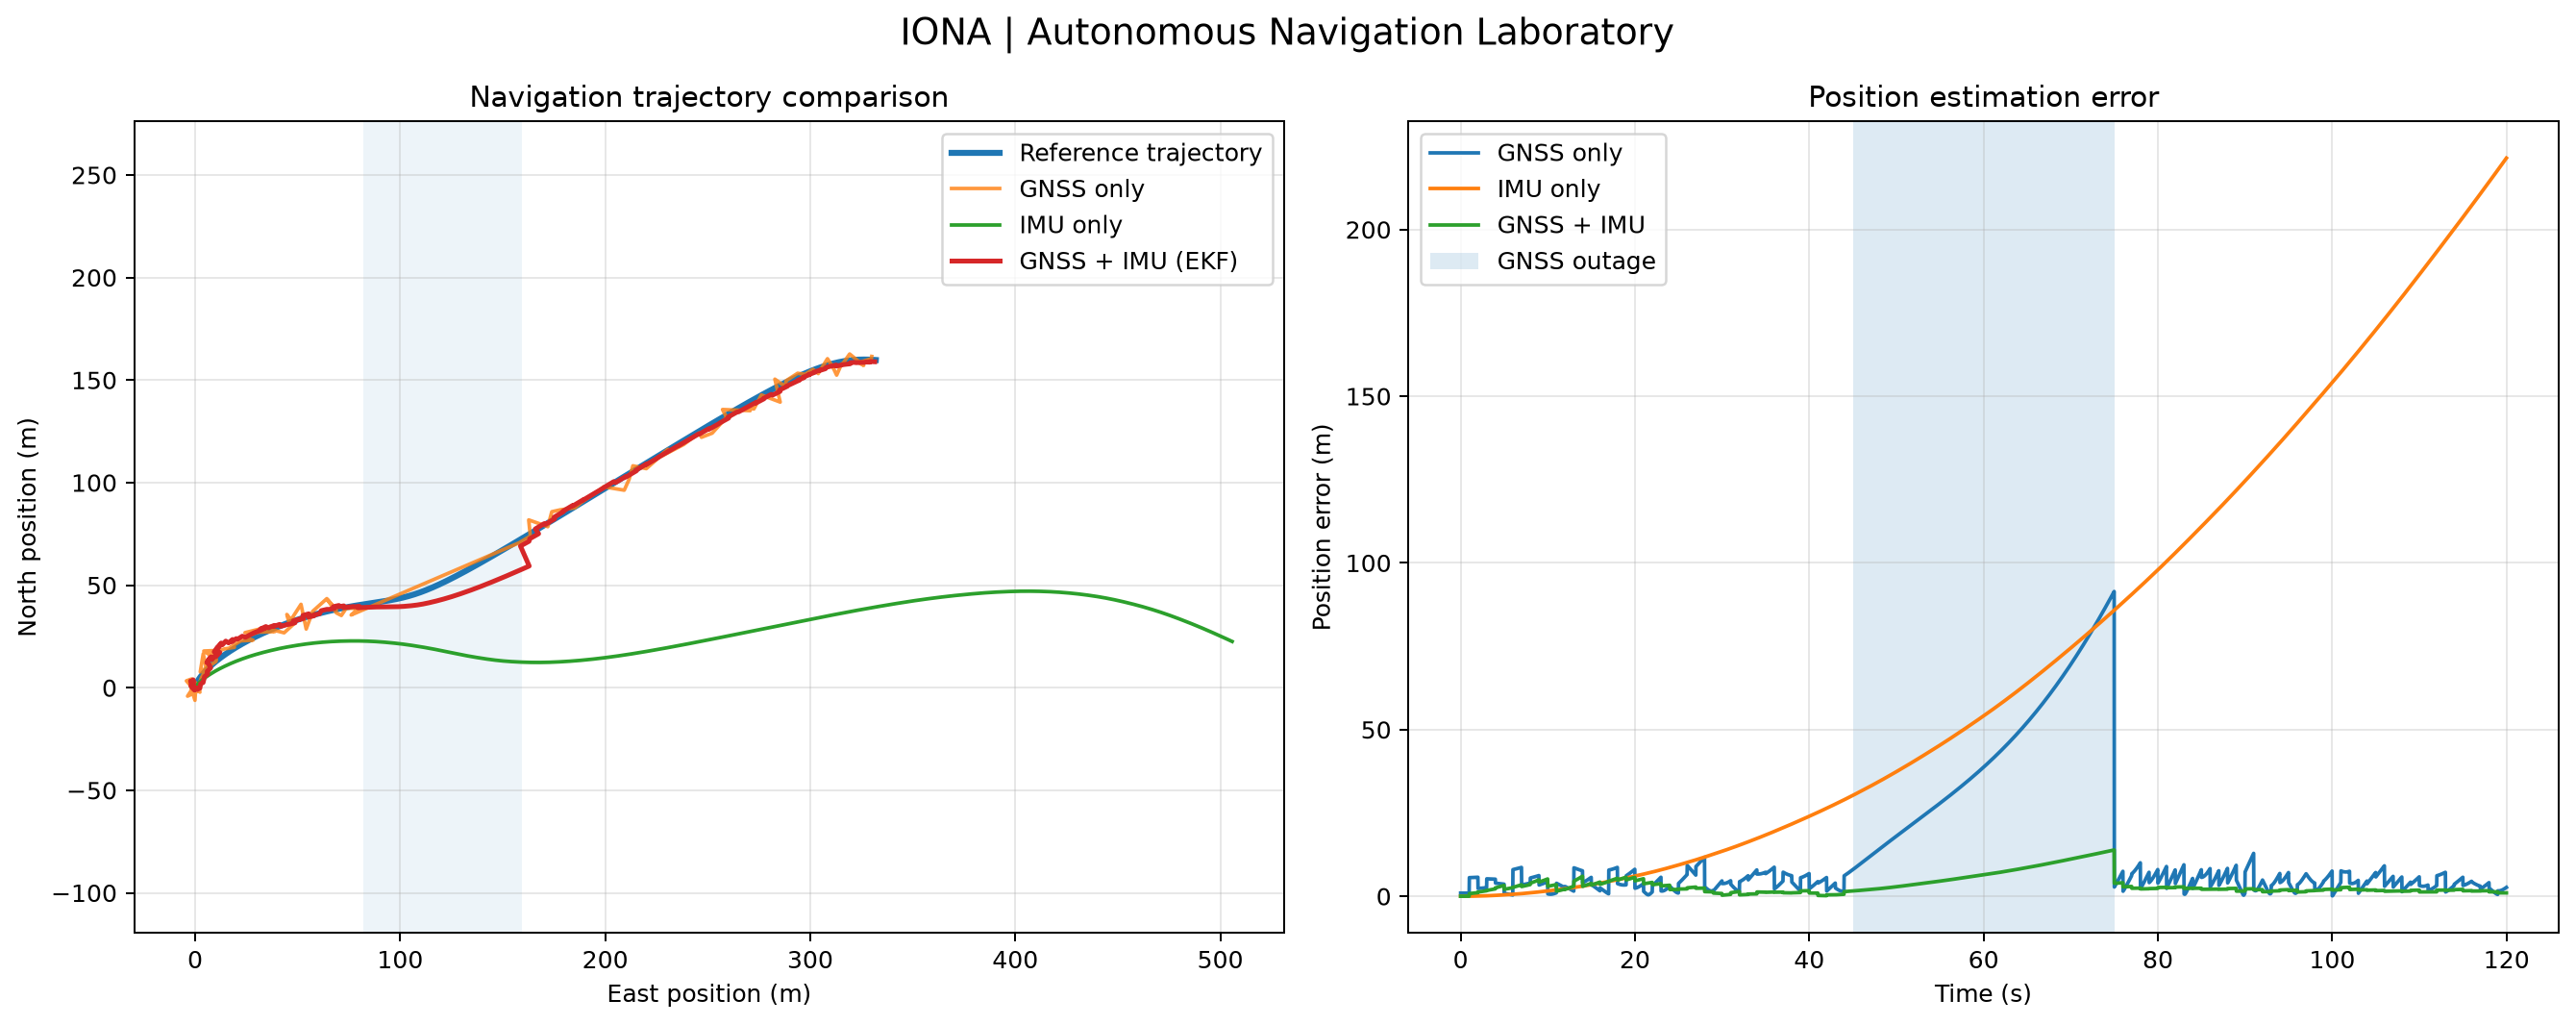 IONA | Autonomous Navigation Laboratory
Navigation trajectory comparison
North position (m)
250
200
150
100
50
0
−50
−100
Reference trajectory
GNSS only
IMU only
GNSS + IMU (EKF)
0
100
200
300
400
500
East position (m)
Position estimation error
Position error (m)
200
150
100
50
0
GNSS only
IMU only
GNSS + IMU
GNSS outage
0
20
40
60
80
100
120
Time (s)